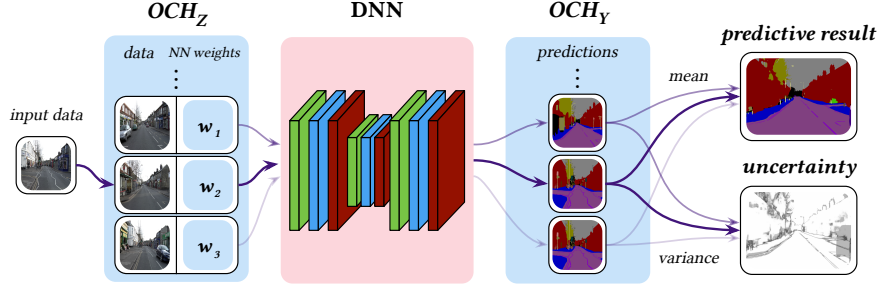 OCH_Z
DNN
OCH_Y
predictive result
data
NN weights
predictions
mean
input data
w_1
w_2
w_3
uncertainty
variance